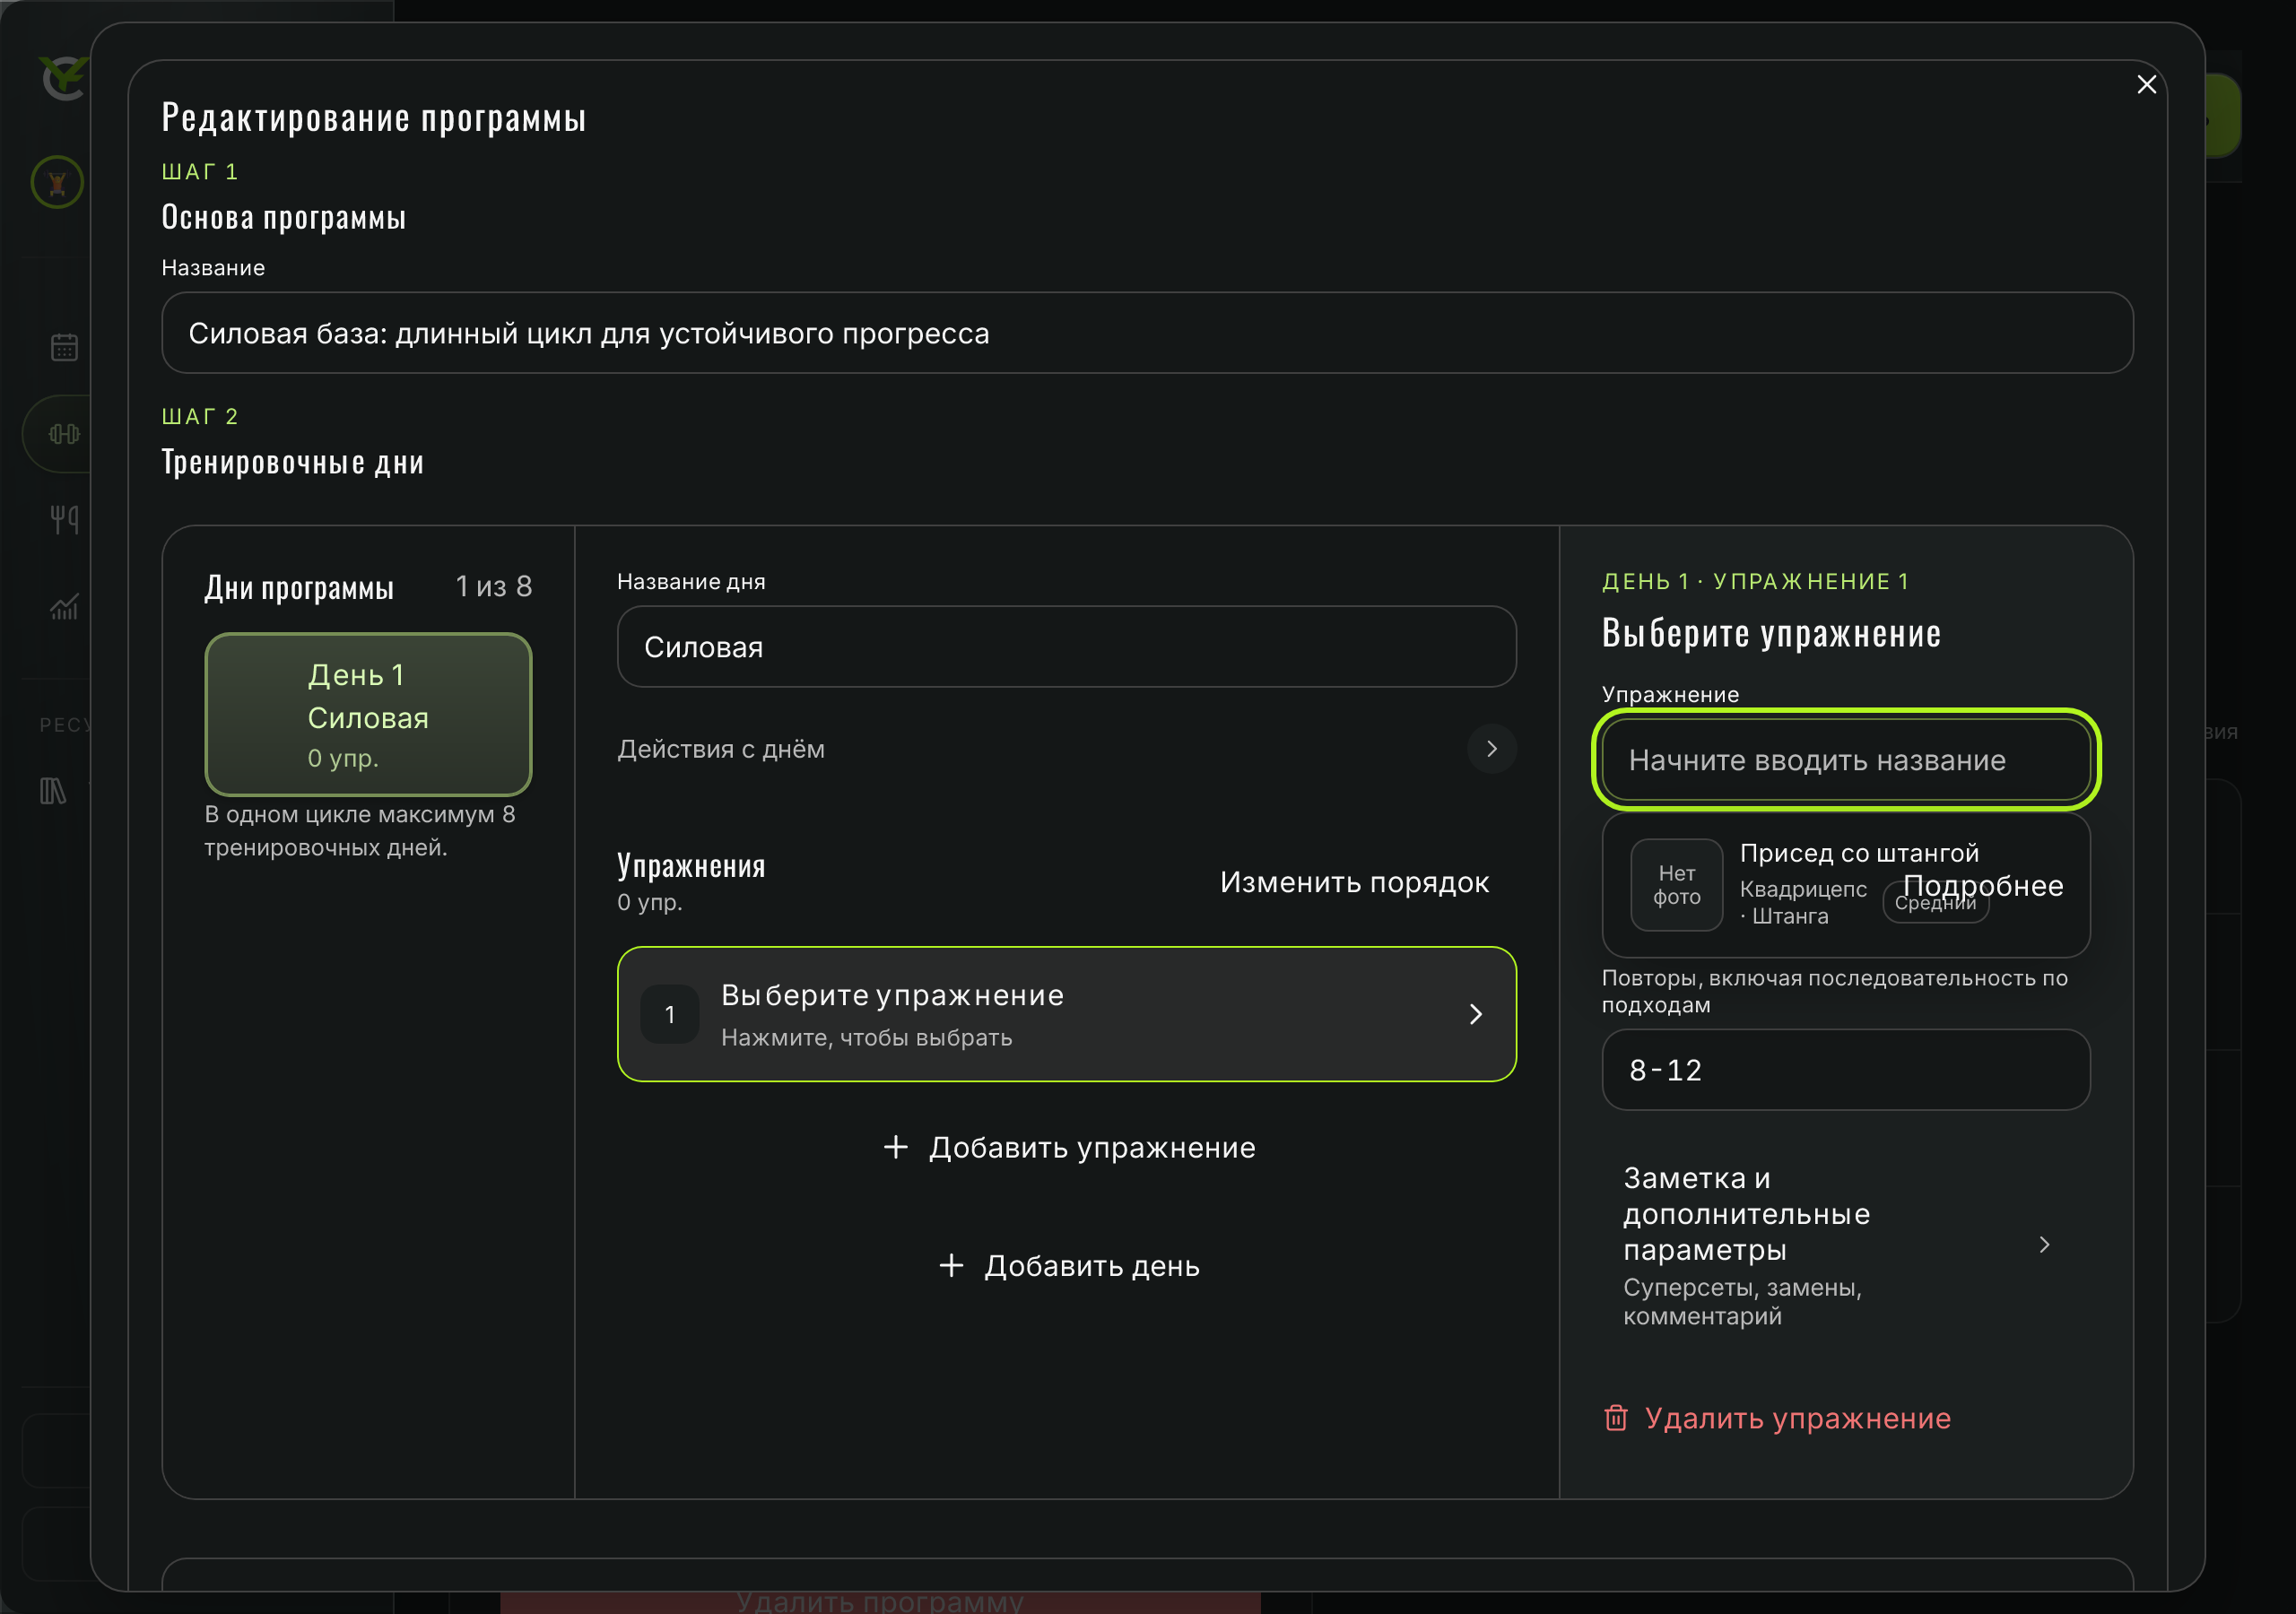 Редактирование программы
ШАГ 1
Основа программы
Название
Силовая база: длинный цикл для устойчивого прогресса
ШАГ 2
Тренировочные дни
Дни программы 1 из 8
День 1
Силовая
0 упр.
В одном цикле максимум 8
тренировочных дней.
Название дня
Силовая
Действия с днём
Упражнения
0 упр.
Изменить порядок
1
Выберите упражнение
Нажмите, чтобы выбрать
Добавить упражнение
Добавить день
ДЕНЬ 1 · УПРАЖНЕНИЕ 1
Выберите упражнение
Упражнение
Начните вводить название
Нет
фото
Присед со штангой
Квадрицепс
· Штанга
Средний
Подробнее
Повторы, включая последовательность по
подходам
8-12
Заметка и
дополнительные
параметры
Суперсеты, замены,
комментарий
Удалить упражнение
Удалить программу